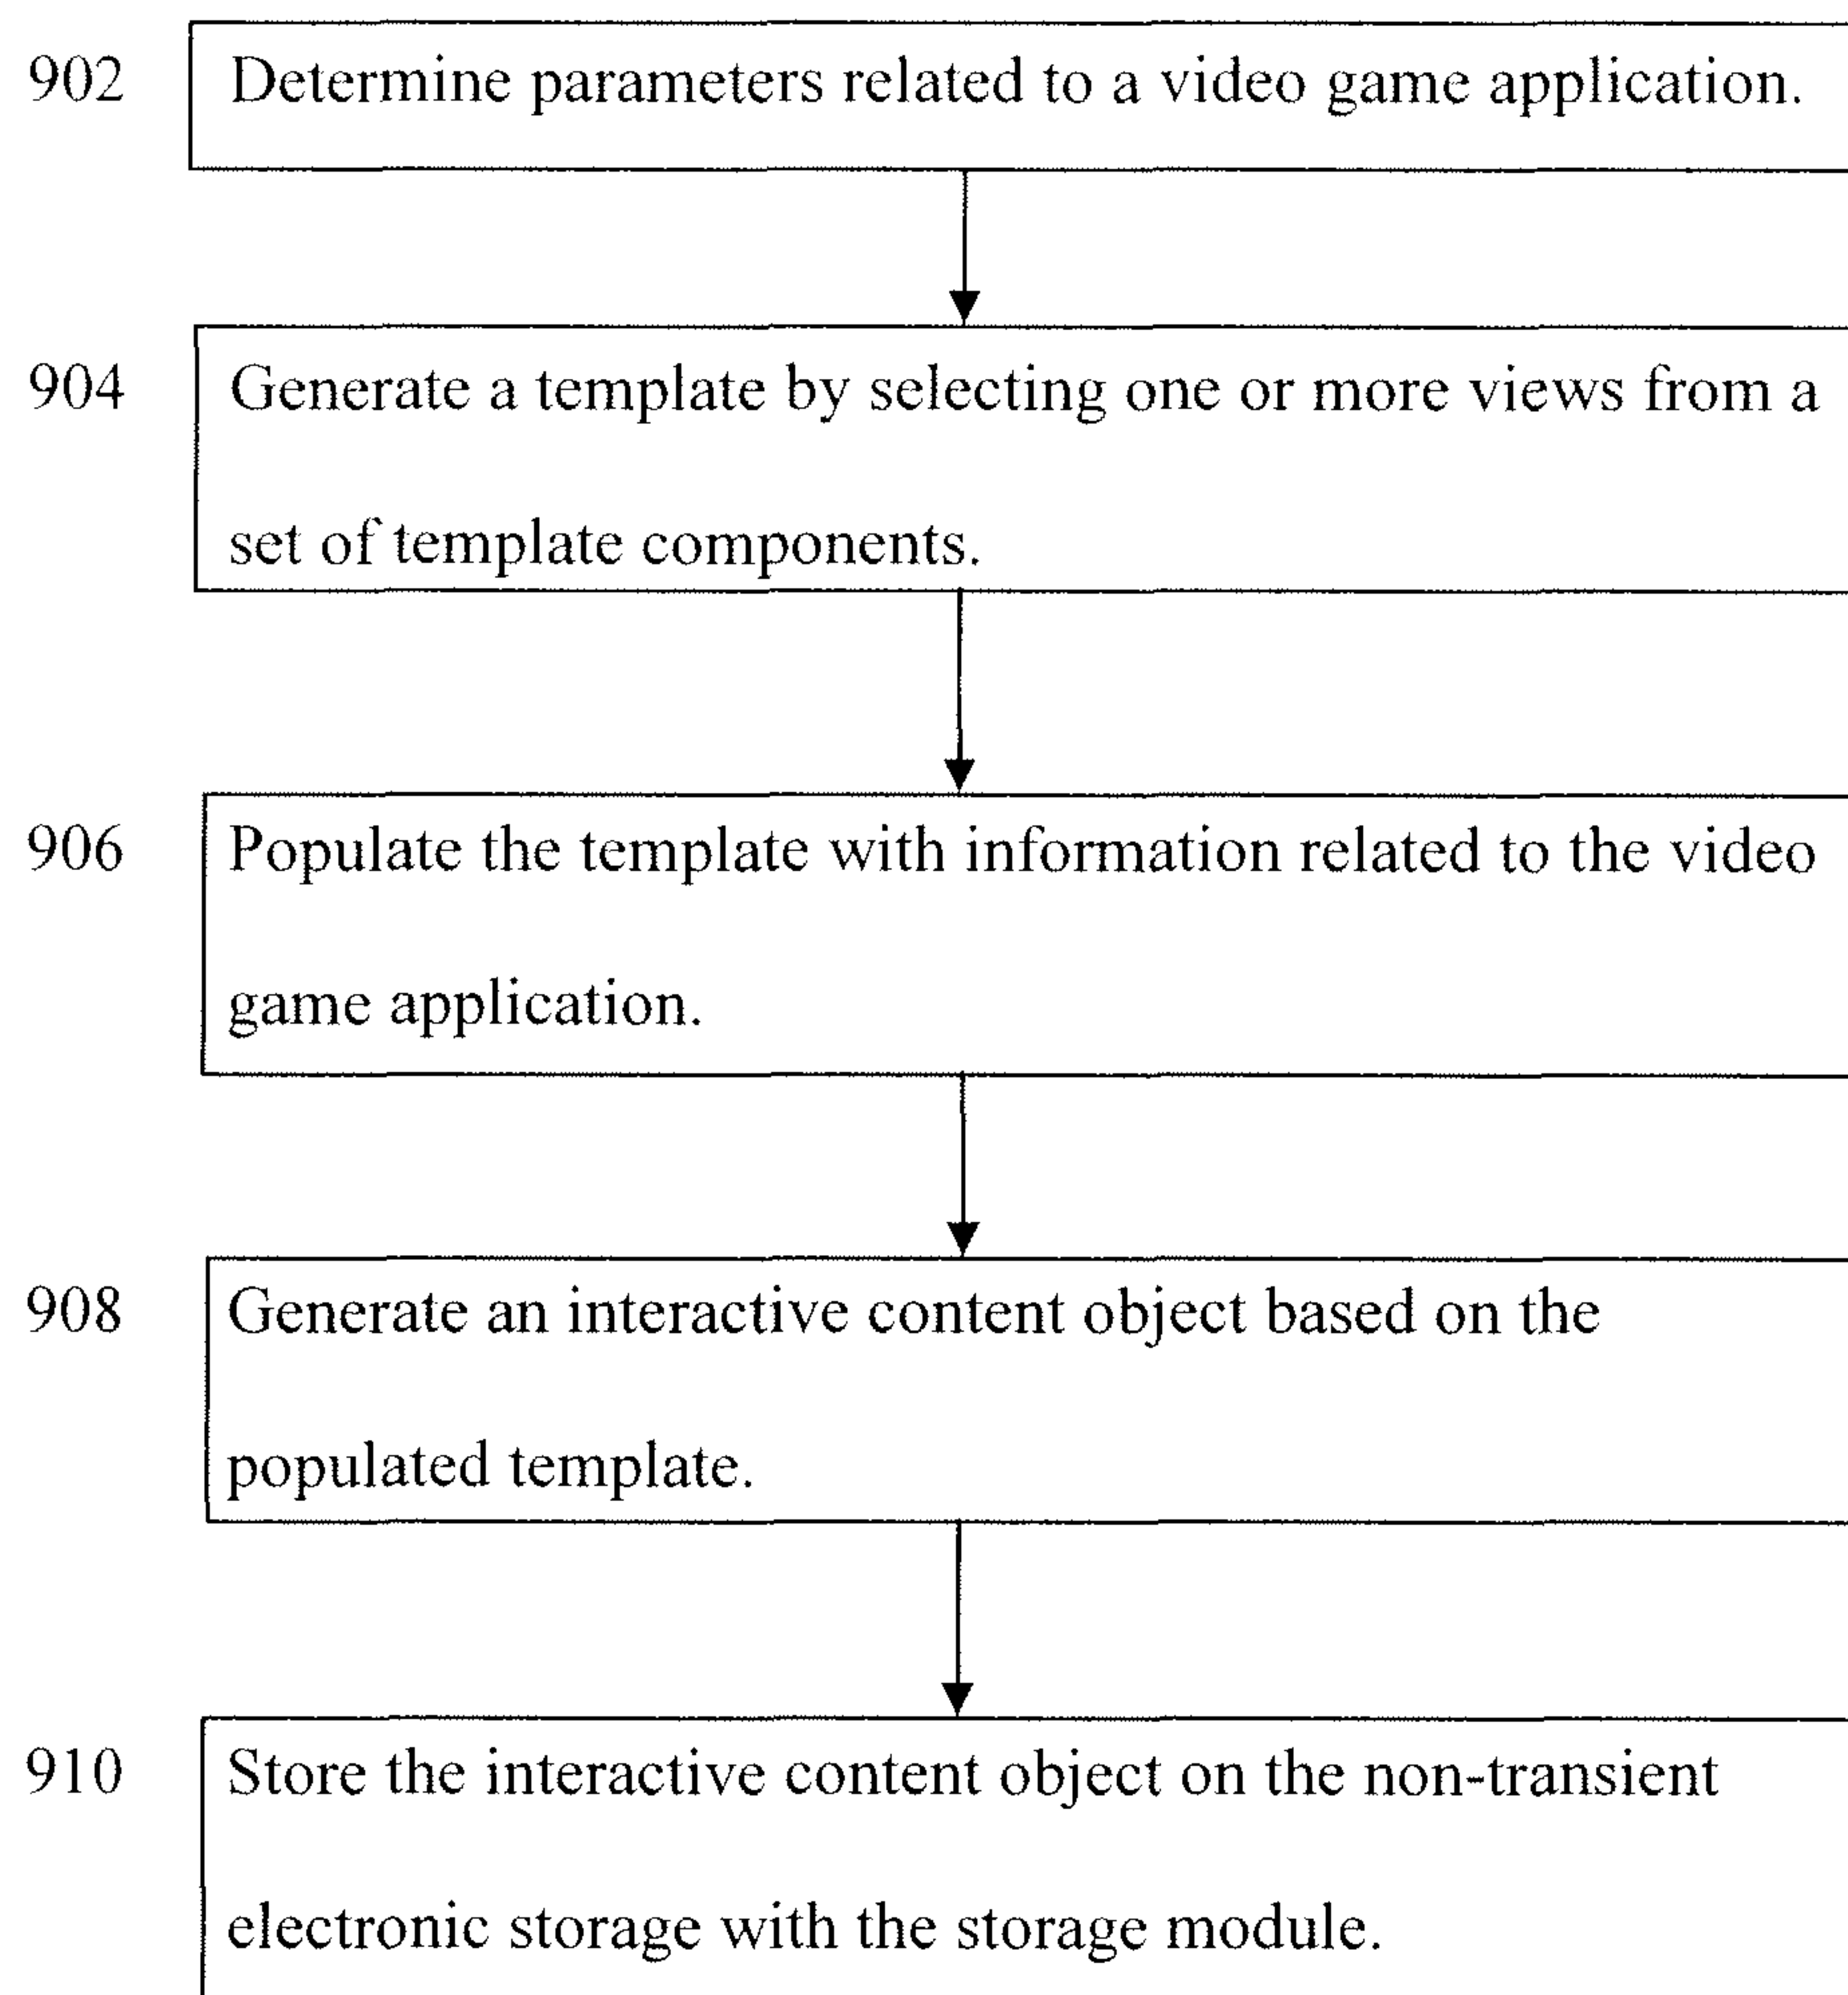 902 Determine parameters related to a video game application.
904 Generate a template by selecting one or more views from a
set of template components.
906 Populate the template with information related to the video
game application.
908 Generate an interactive content object based on the
populated template.
910 Store the interactive content object on the non-transient
electronic storage with the storage module.